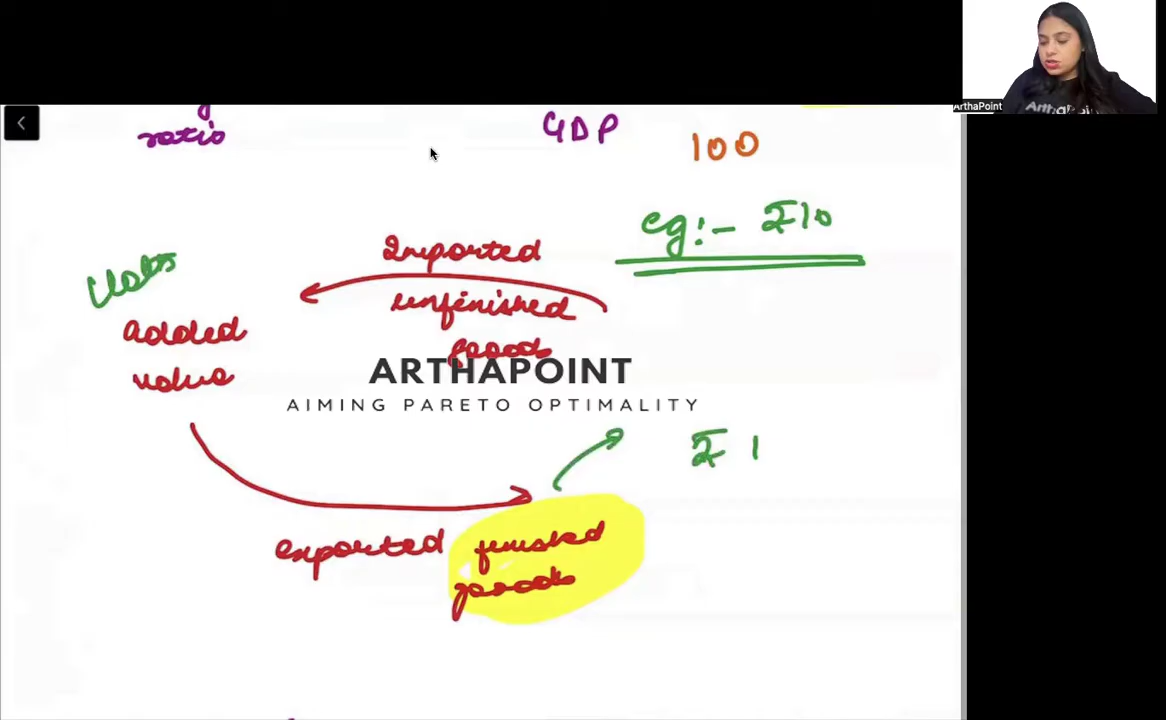 ArthaPoint
ratio
GDP
100
eg:- ₹10
Imported
unfinished
goods
added
value
ARTHAPOINT
AIMING PARETO OPTIMALITY
₹ 1
exported finished
goods